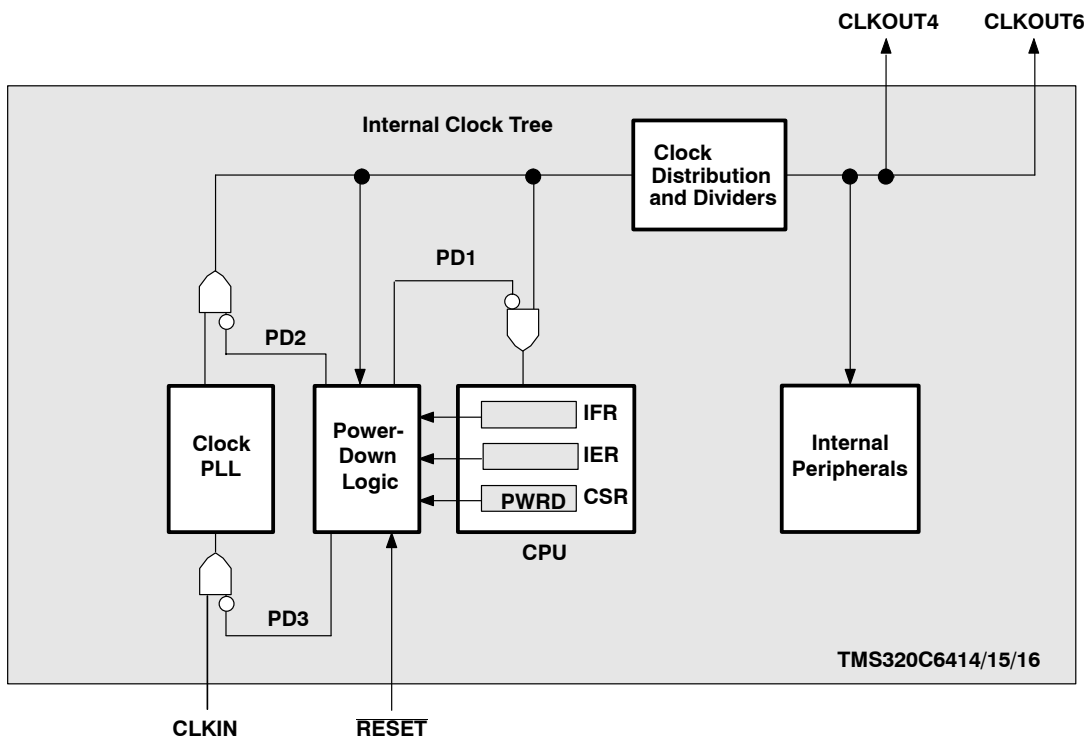 CLKOUT4
CLKOUT6
Internal Clock Tree
Clock
Distribution
and Dividers
PD1
PD2
Clock
PLL
Power-
Down
Logic
IFR
IER
PWRD
CSR
CPU
Internal
Peripherals
PD3
TMS320C6414/15/16
CLKIN
RESET